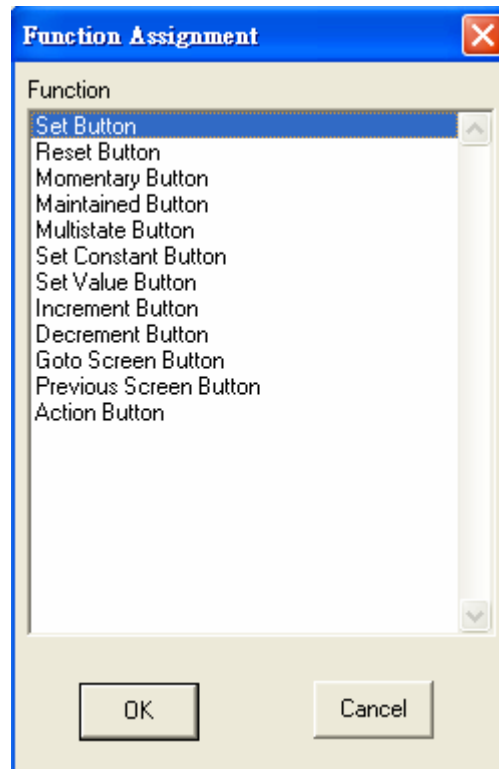 Function Assignment
Function
Set Button
Reset Button
Momentary Button
Maintained Button
Multistate Button
Set Constant Button
Set Value Button
Increment Button
Decrement Button
Goto Screen Button
Previous Screen Button
Action Button
OK Cancel